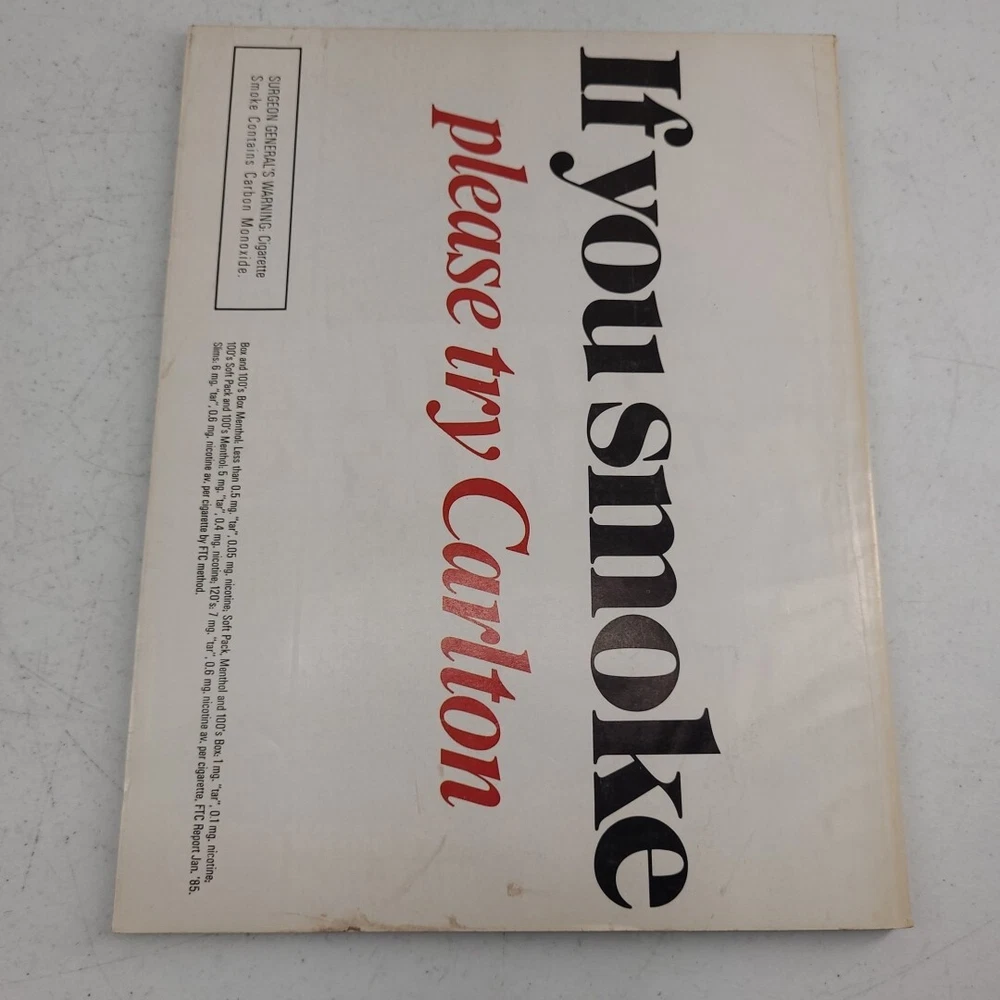 If you smoke
please try Carlton
SURGEON GENERAL'S WARNING: Cigarette
Smoke Contains Carbon Monoxide.
Box and 100's Box Menthol: Less than 0.5 mg. "tar", 0.05 mg. nicotine; Soft Pack, Menthol and 100's Box: 1 mg. "tar", 0.1 mg. nicotine;
100's Soft Pack and 100's Menthol: 5 mg. "tar", 0.4 mg. nicotine; 120's: 7 mg. "tar", 0.6 mg. nicotine av. per cigarette, FTC Report Jan. '85.
Slims: 6 mg. "tar", 0.6 mg. nicotine av. per cigarette by FTC method.